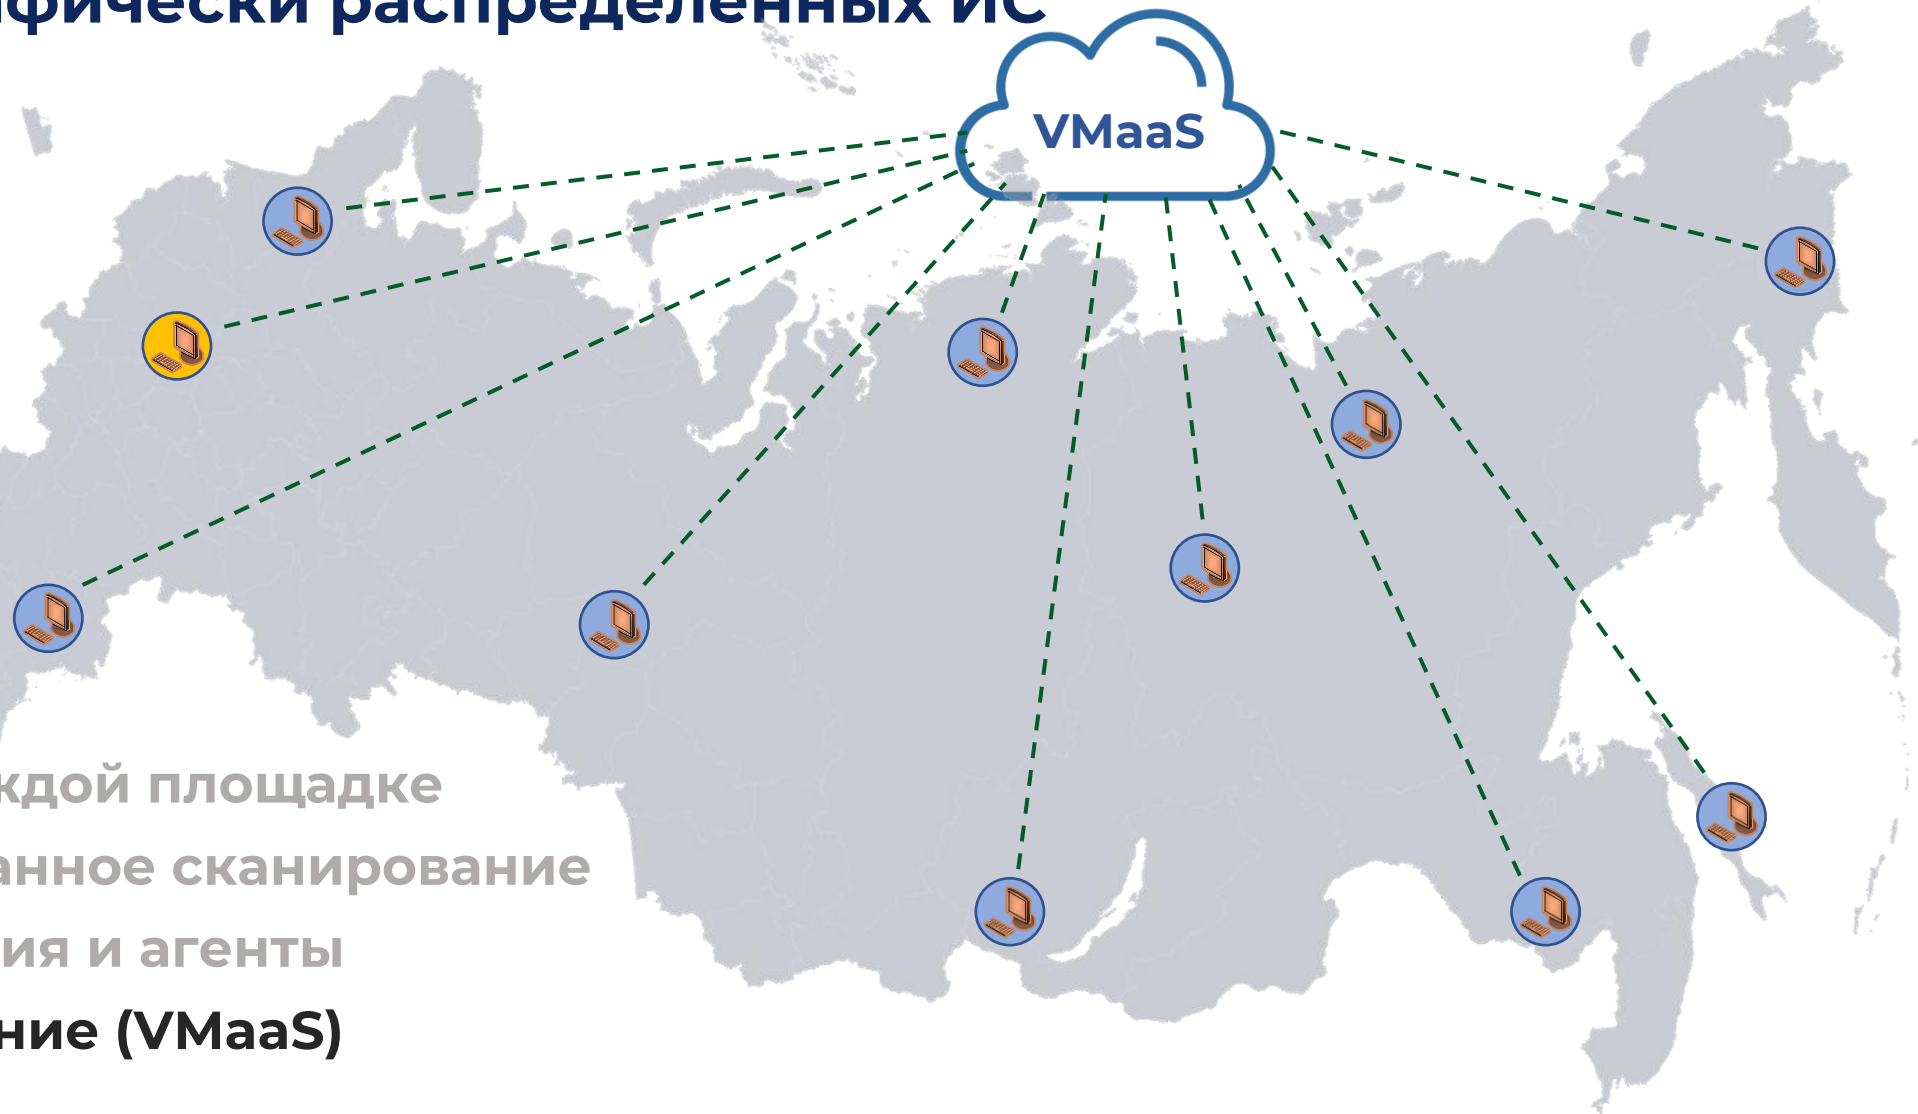 фически распределенных ИС
VMaaS
ждой площадке
анное сканирование
ия и агенты
ние (VMaaS)